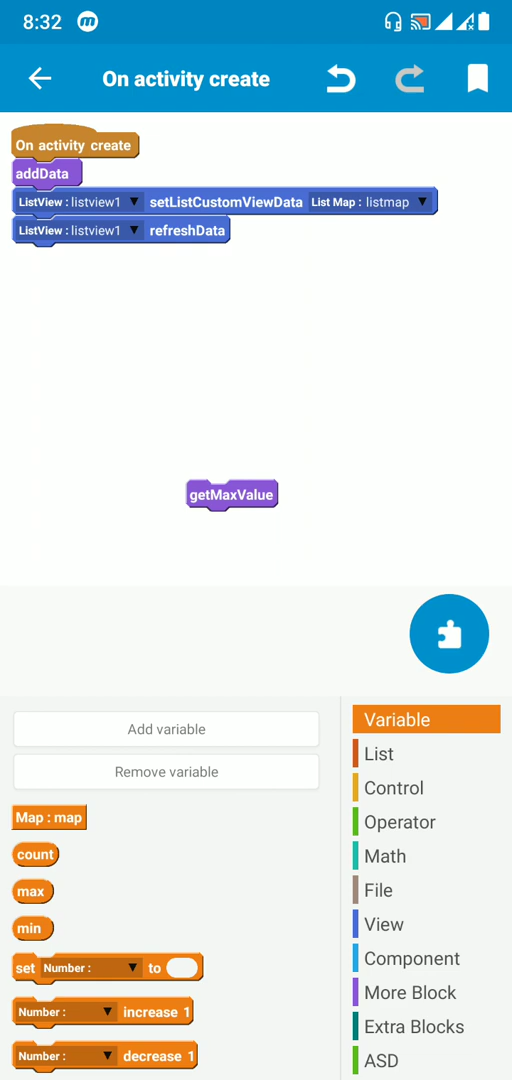 8:32
On activity create
On activity create
addData
ListView : listview1 setListCustomViewData List Map : listmap
ListView : listview1 refreshData
getMaxValue
Add variable
Remove variable
Map : map
count
max
min
set Number : to
Number : increase 1
Number : decrease 1
Variable
List
Control
Operator
Math
File
View
Component
More Block
Extra Blocks
ASD